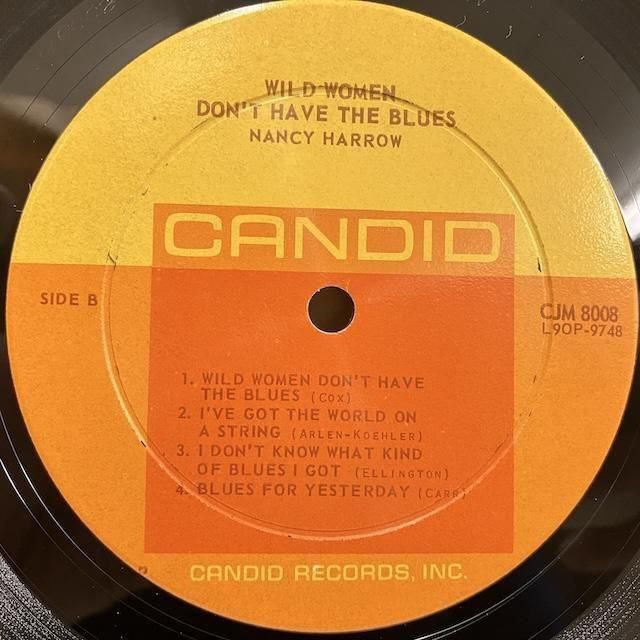 WILD WOMEN
DON'T HAVE THE BLUES
NANCY HARROW
CANDID
SIDE B
CJM 8008
L9OP-9748
1. WILD WOMEN DON'T HAVE
THE BLUES (COX)
2. I'VE GOT THE WORLD ON
A STRING (ARLEN-KOEHLER)
3. I DON'T KNOW WHAT KIND
OF BLUES I GOT (ELLINGTON)
4. BLUES FOR YESTERDAY (CARR)
CANDID RECORDS, INC.